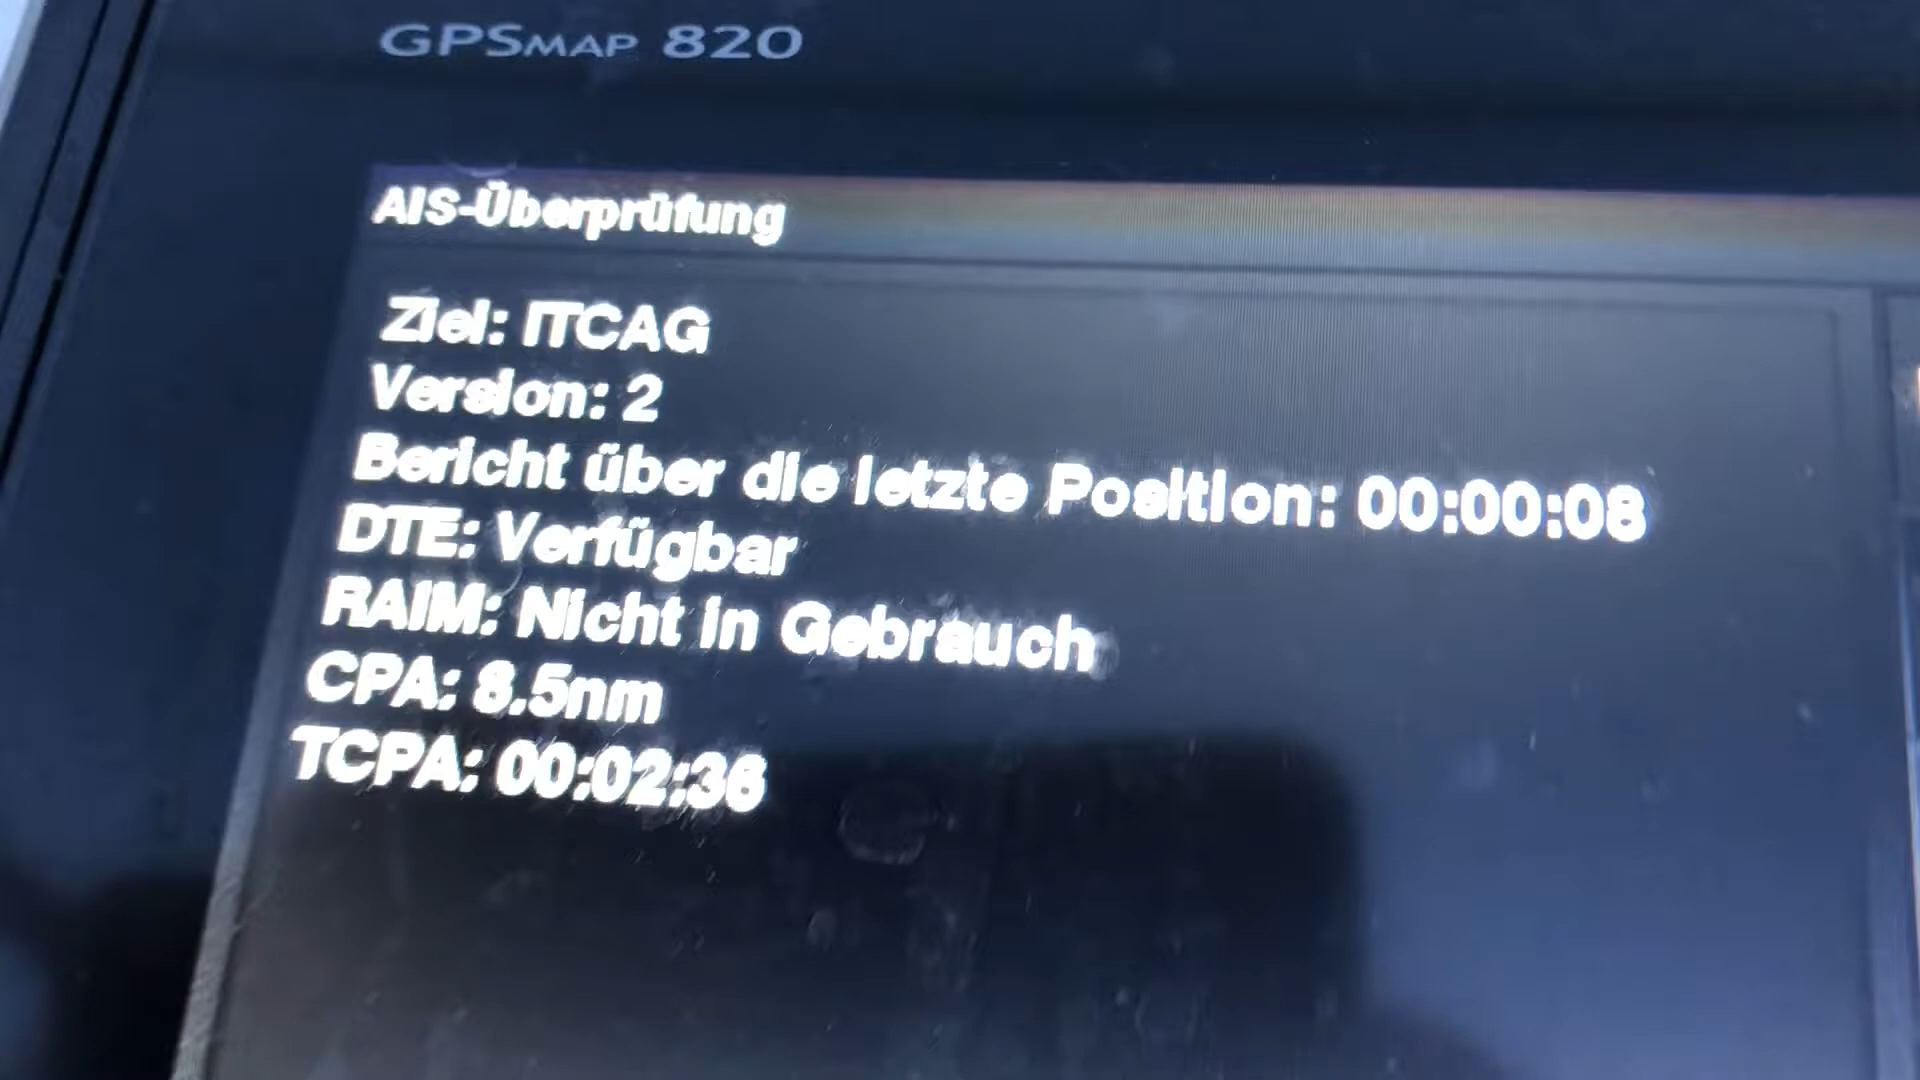 GPSMAP 820
AIS-Überprüfung
Ziel: ITCAG
Version: 2
Bericht über die letzte Position: 00:00:08
DTE: Verfügbar
RAIM: Nicht in Gebrauch
CPA: 8.5nm
TCPA: 00:02:36